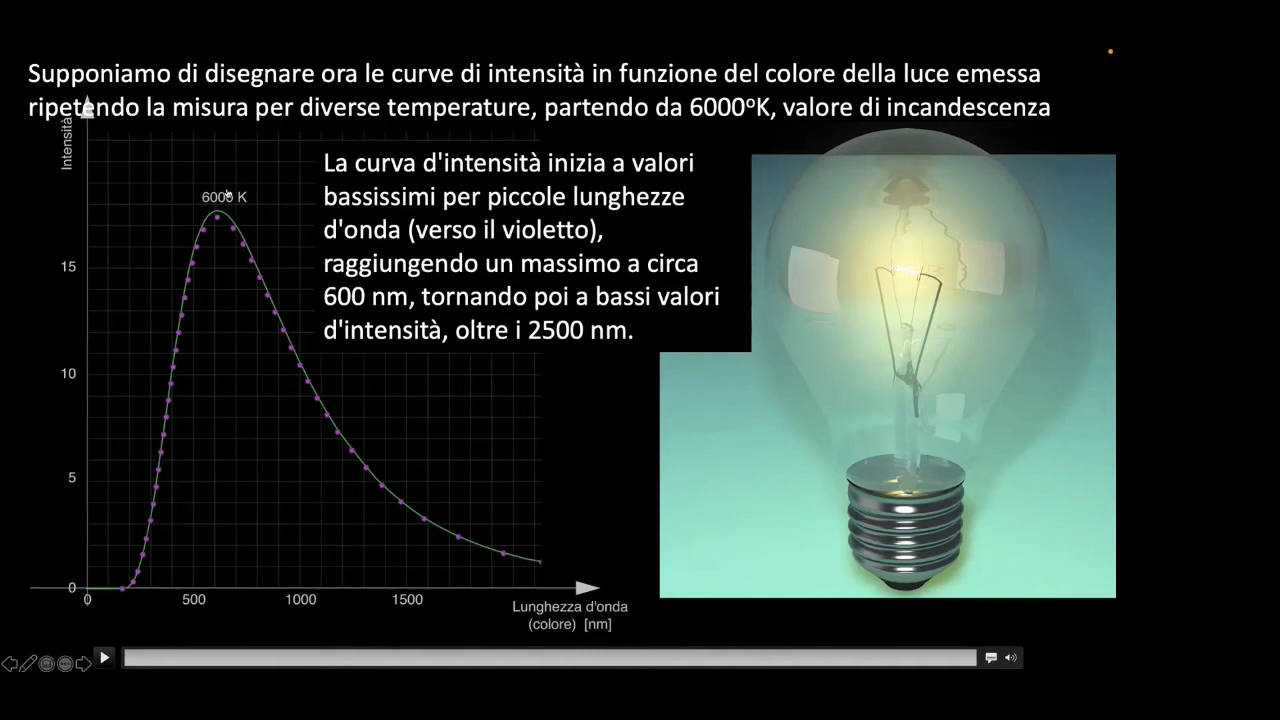 Supponiamo di disegnare ora le curve di intensità in funzione del colore della luce emessa
ripetendo la misura per diverse temperature, partendo da 6000°K, valore di incandescenza
Intensità
6000 K
La curva d'intensità inizia a valori
bassissimi per piccole lunghezze
d'onda (verso il violetto),
raggiungendo un massimo a circa
600 nm, tornando poi a bassi valori
d'intensità, oltre i 2500 nm.
15
10
5
0
0 500 1000 1500
Lunghezza d'onda
(colore) [nm]